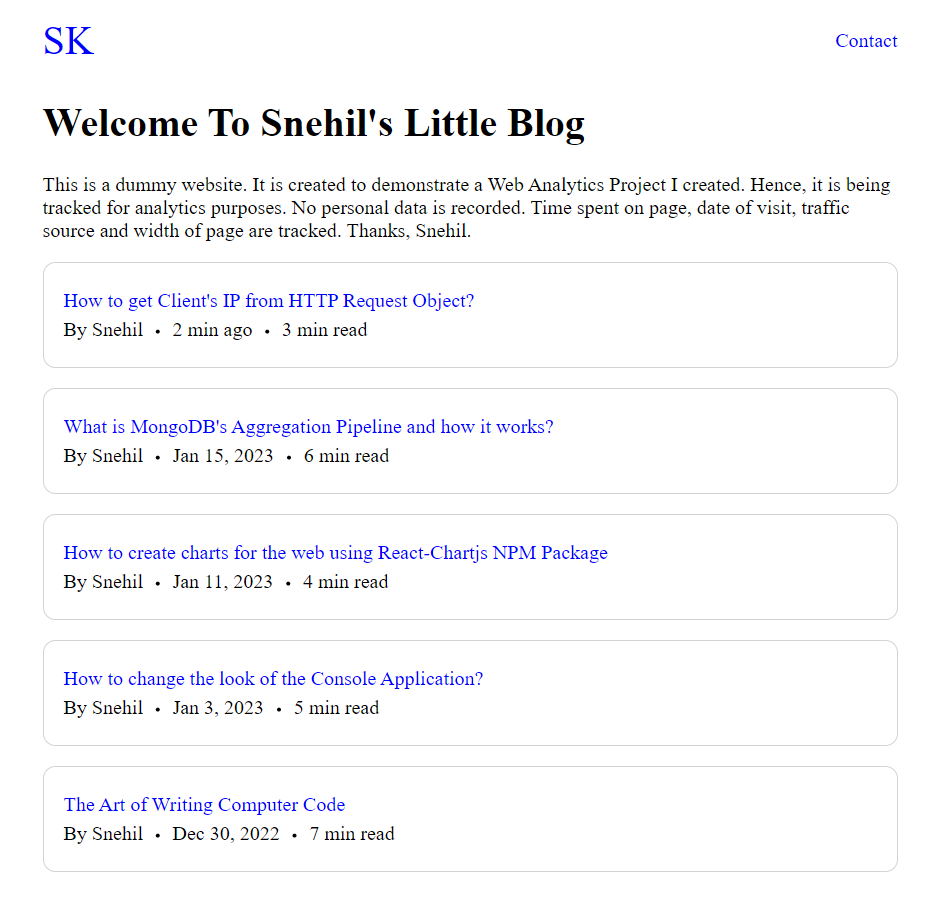 SK
Contact
Welcome To Snehil's Little Blog
This is a dummy website. It is created to demonstrate a Web Analytics Project I created. Hence, it is being
tracked for analytics purposes. No personal data is recorded. Time spent on page, date of visit, traffic
source and width of page are tracked. Thanks, Snehil.
How to get Client's IP from HTTP Request Object?
By Snehil • 2 min ago • 3 min read
What is MongoDB's Aggregation Pipeline and how it works?
By Snehil • Jan 15, 2023 • 6 min read
How to create charts for the web using React-Chartjs NPM Package
By Snehil • Jan 11, 2023 • 4 min read
How to change the look of the Console Application?
By Snehil • Jan 3, 2023 • 5 min read
The Art of Writing Computer Code
By Snehil • Dec 30, 2022 • 7 min read